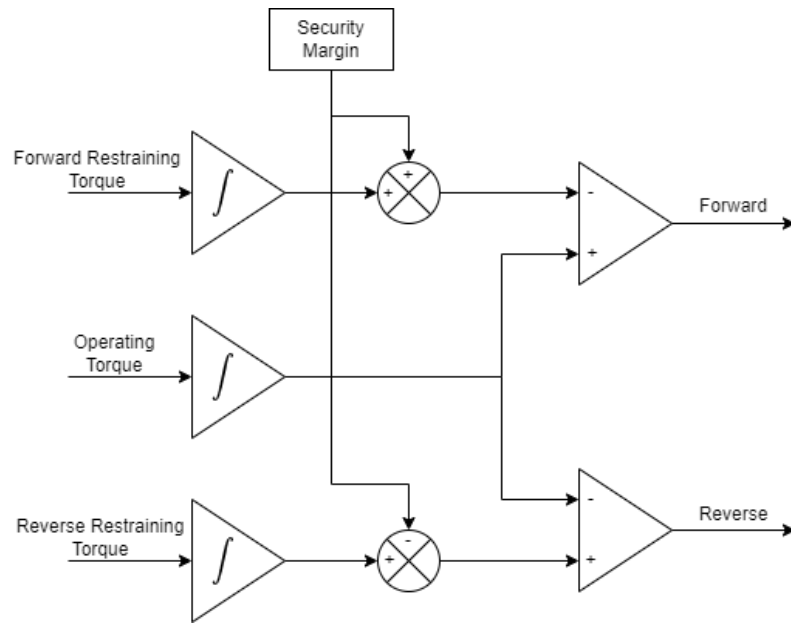 Security
Margin
Forward Restraining
Torque
∫
+
+
-
+
Forward
Operating
Torque
∫
Reverse Restraining
Torque
∫
-
+
-
+
Reverse